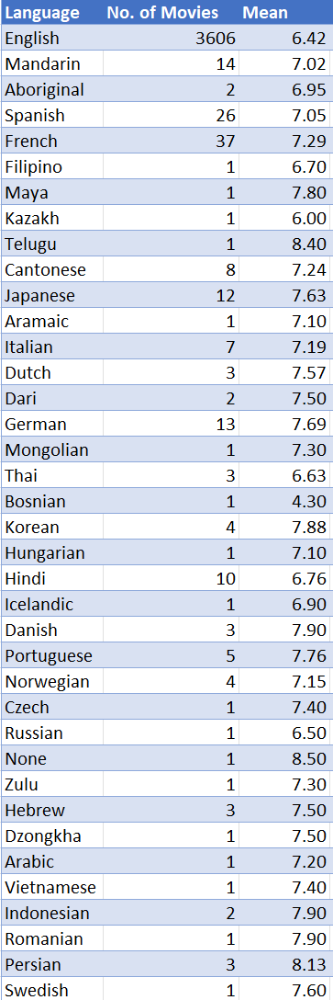 Language No. of Movies Mean
English 3606 6.42
Mandarin 14 7.02
Aboriginal 2 6.95
Spanish 26 7.05
French 37 7.29
Filipino 1 6.70
Maya 1 7.80
Kazakh 1 6.00
Telugu 1 8.40
Cantonese 8 7.24
Japanese 12 7.63
Aramaic 1 7.10
Italian 7 7.19
Dutch 3 7.57
Dari 2 7.50
German 13 7.69
Mongolian 1 7.30
Thai 3 6.63
Bosnian 1 4.30
Korean 4 7.88
Hungarian 1 7.10
Hindi 10 6.76
Icelandic 1 6.90
Danish 3 7.90
Portuguese 5 7.76
Norwegian 4 7.15
Czech 1 7.40
Russian 1 6.50
None 1 8.50
Zulu 1 7.30
Hebrew 3 7.50
Dzongkha 1 7.50
Arabic 1 7.20
Vietnamese 1 7.40
Indonesian 2 7.90
Romanian 1 7.90
Persian 3 8.13
Swedish 1 7.60